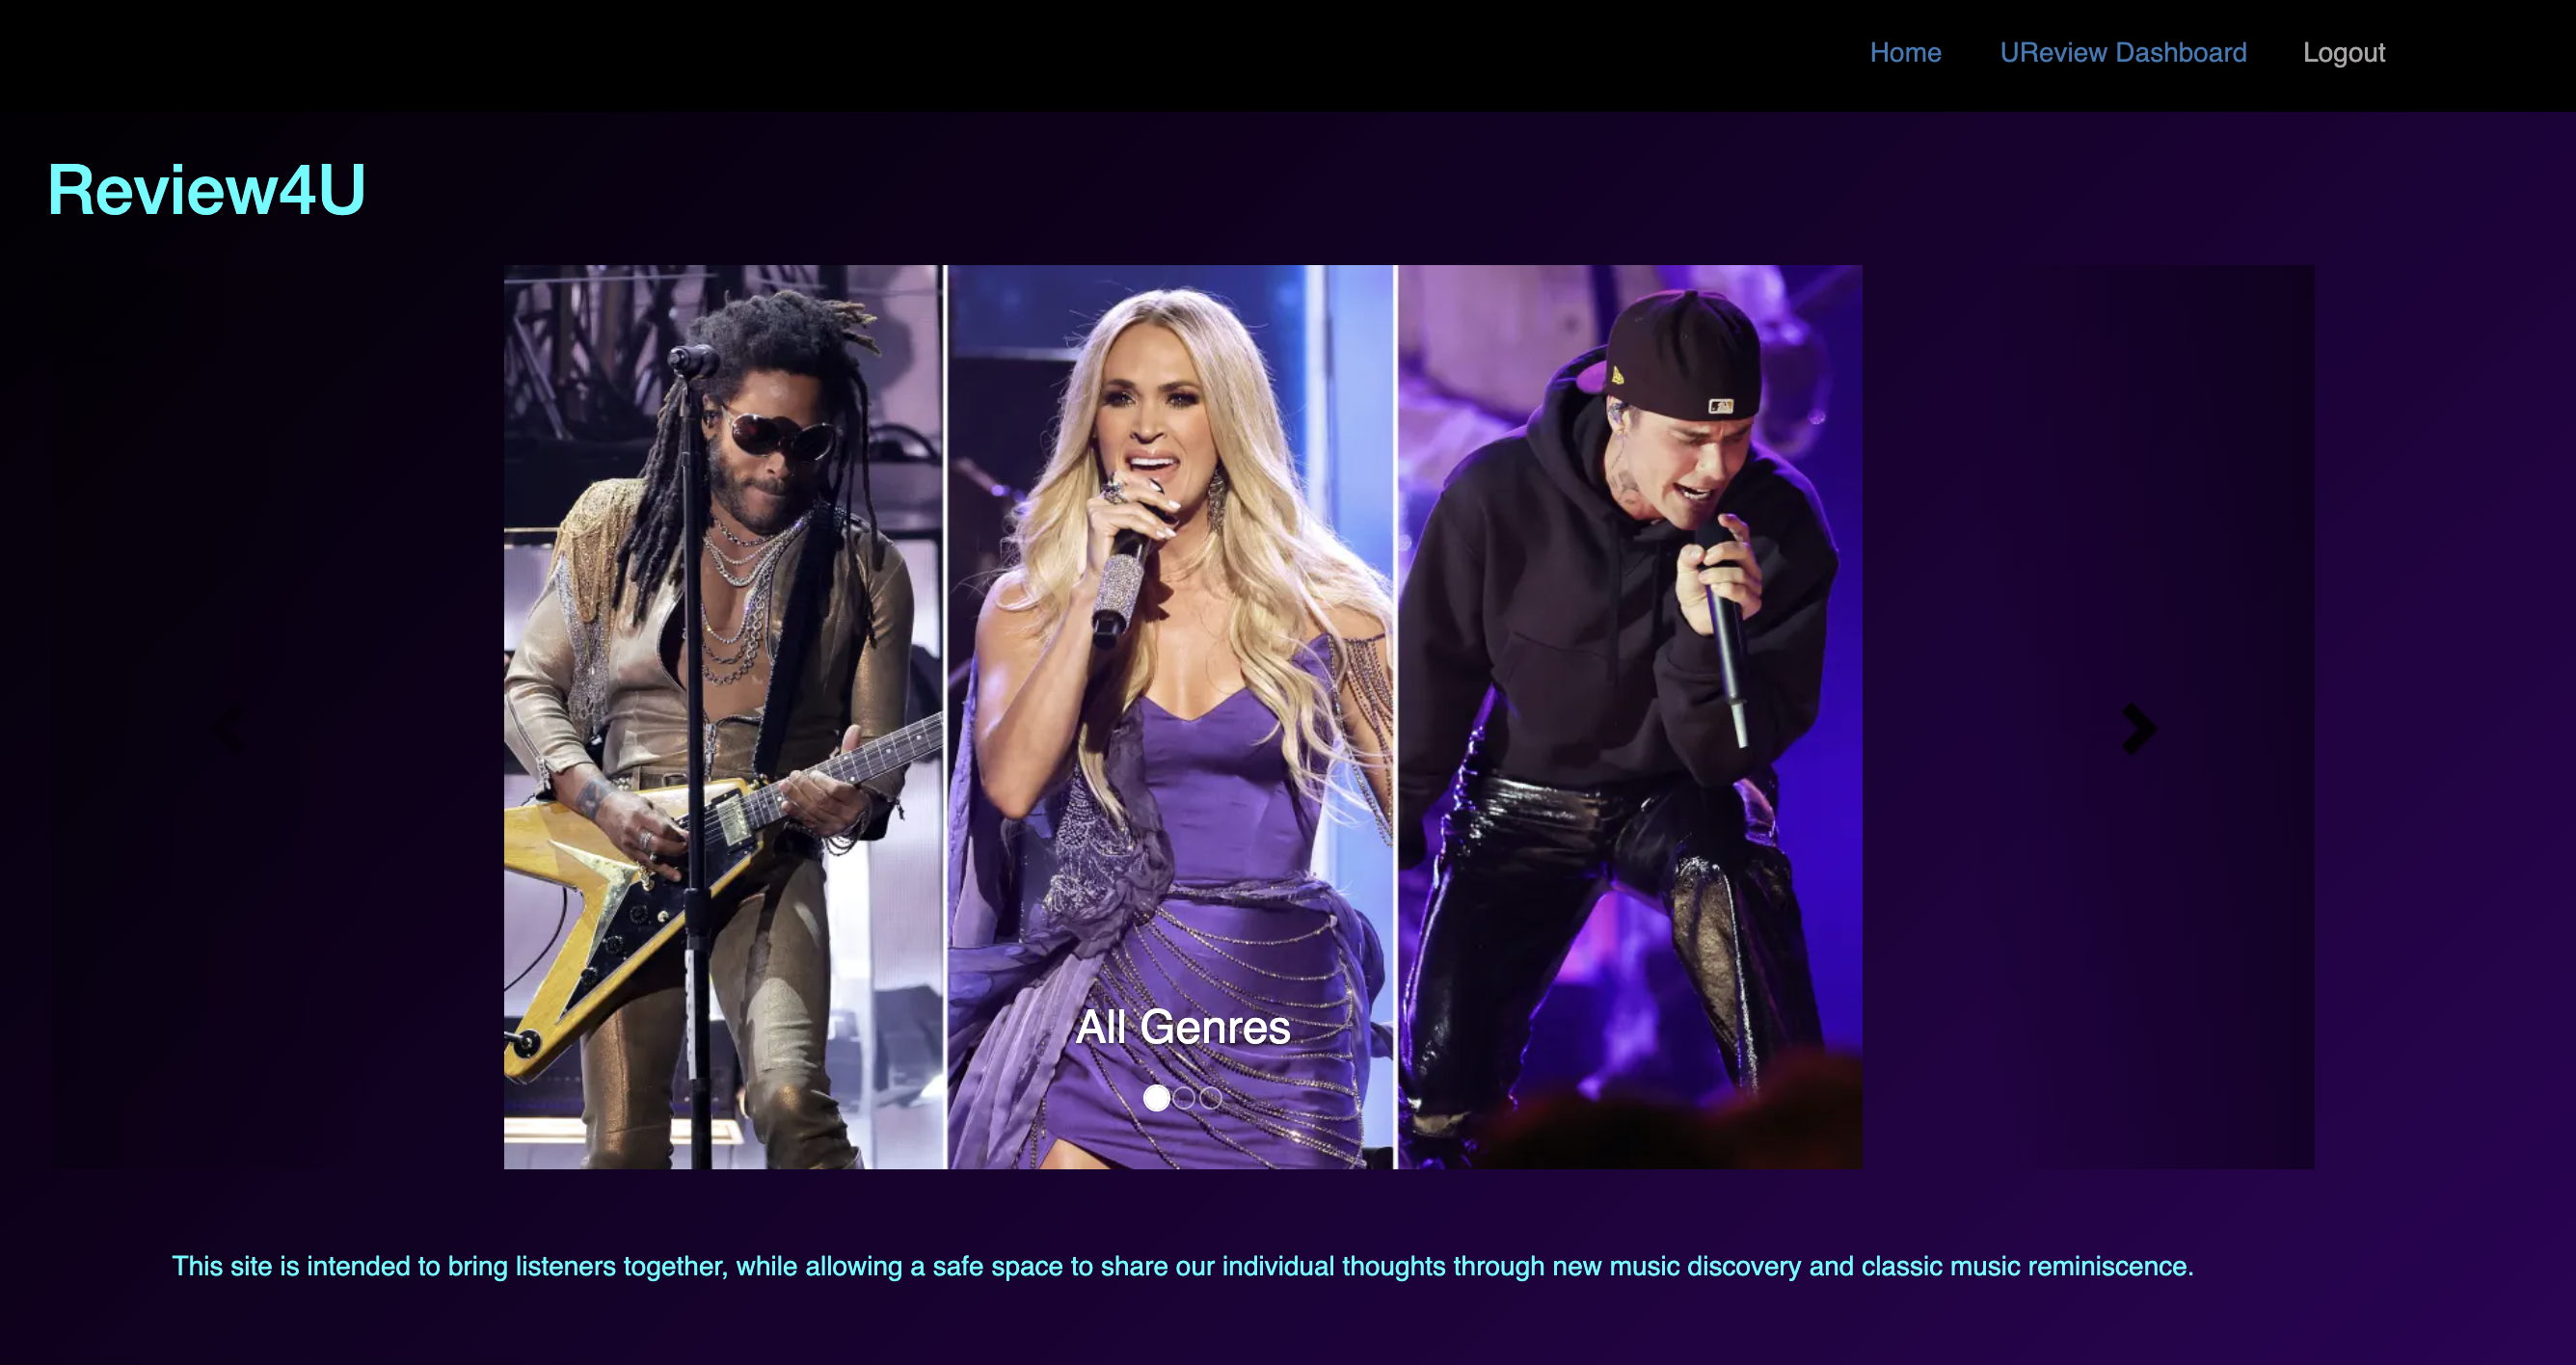 Home UReview Dashboard Logout
Review4U
All Genres
This site is intended to bring listeners together, while allowing a safe space to share our individual thoughts through new music discovery and classic music reminiscence.